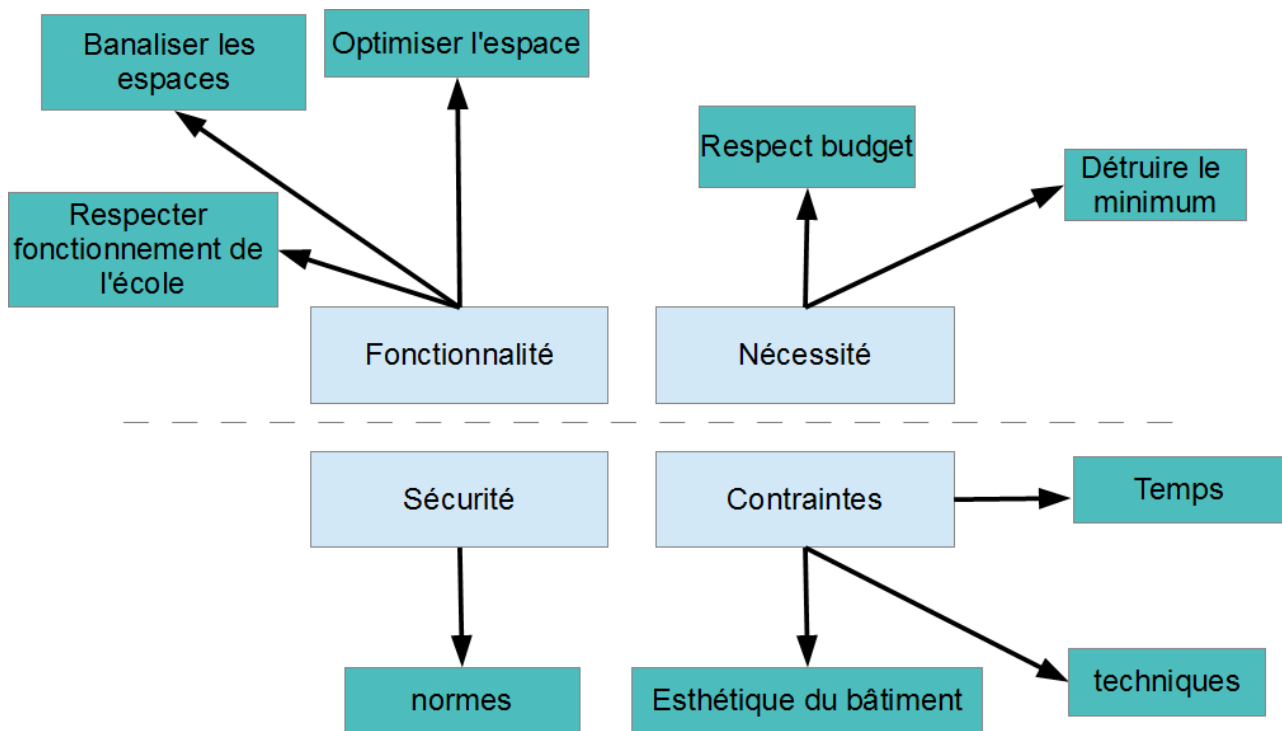 Banaliser les
espaces
Optimiser l'espace
Respect budget
Détruire le
minimum
Respecter
fonctionnement de
l'école
Fonctionnalité
Nécessité
Sécurité
Contraintes
Temps
normes
Esthétique du bâtiment
techniques